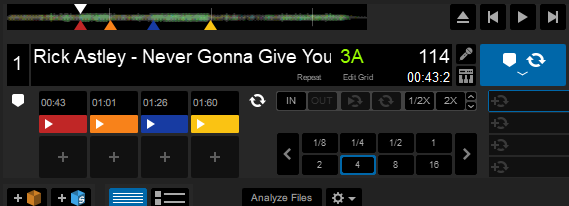 1 Rick Astley - Never Gonna Give You 3A 114
Repeat Edit Grid 00:43:2
00:43 01:01 01:26 01:60 IN OUT 1/2X 2X
1/8 1/4 1/2 1
2 4 8 16
Analyze Files